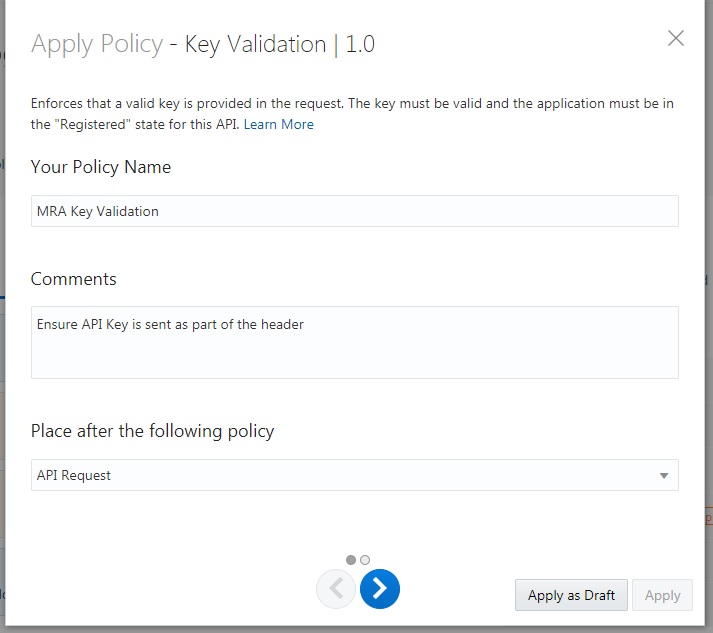 Apply Policy - Key Validation | 1.0
Enforces that a valid key is provided in the request. The key must be valid and the application must be in
the "Registered" state for this API. Learn More
Your Policy Name
MRA Key Validation
Comments
Ensure API Key is sent as part of the header
Place after the following policy
API Request
Apply as Draft
Apply